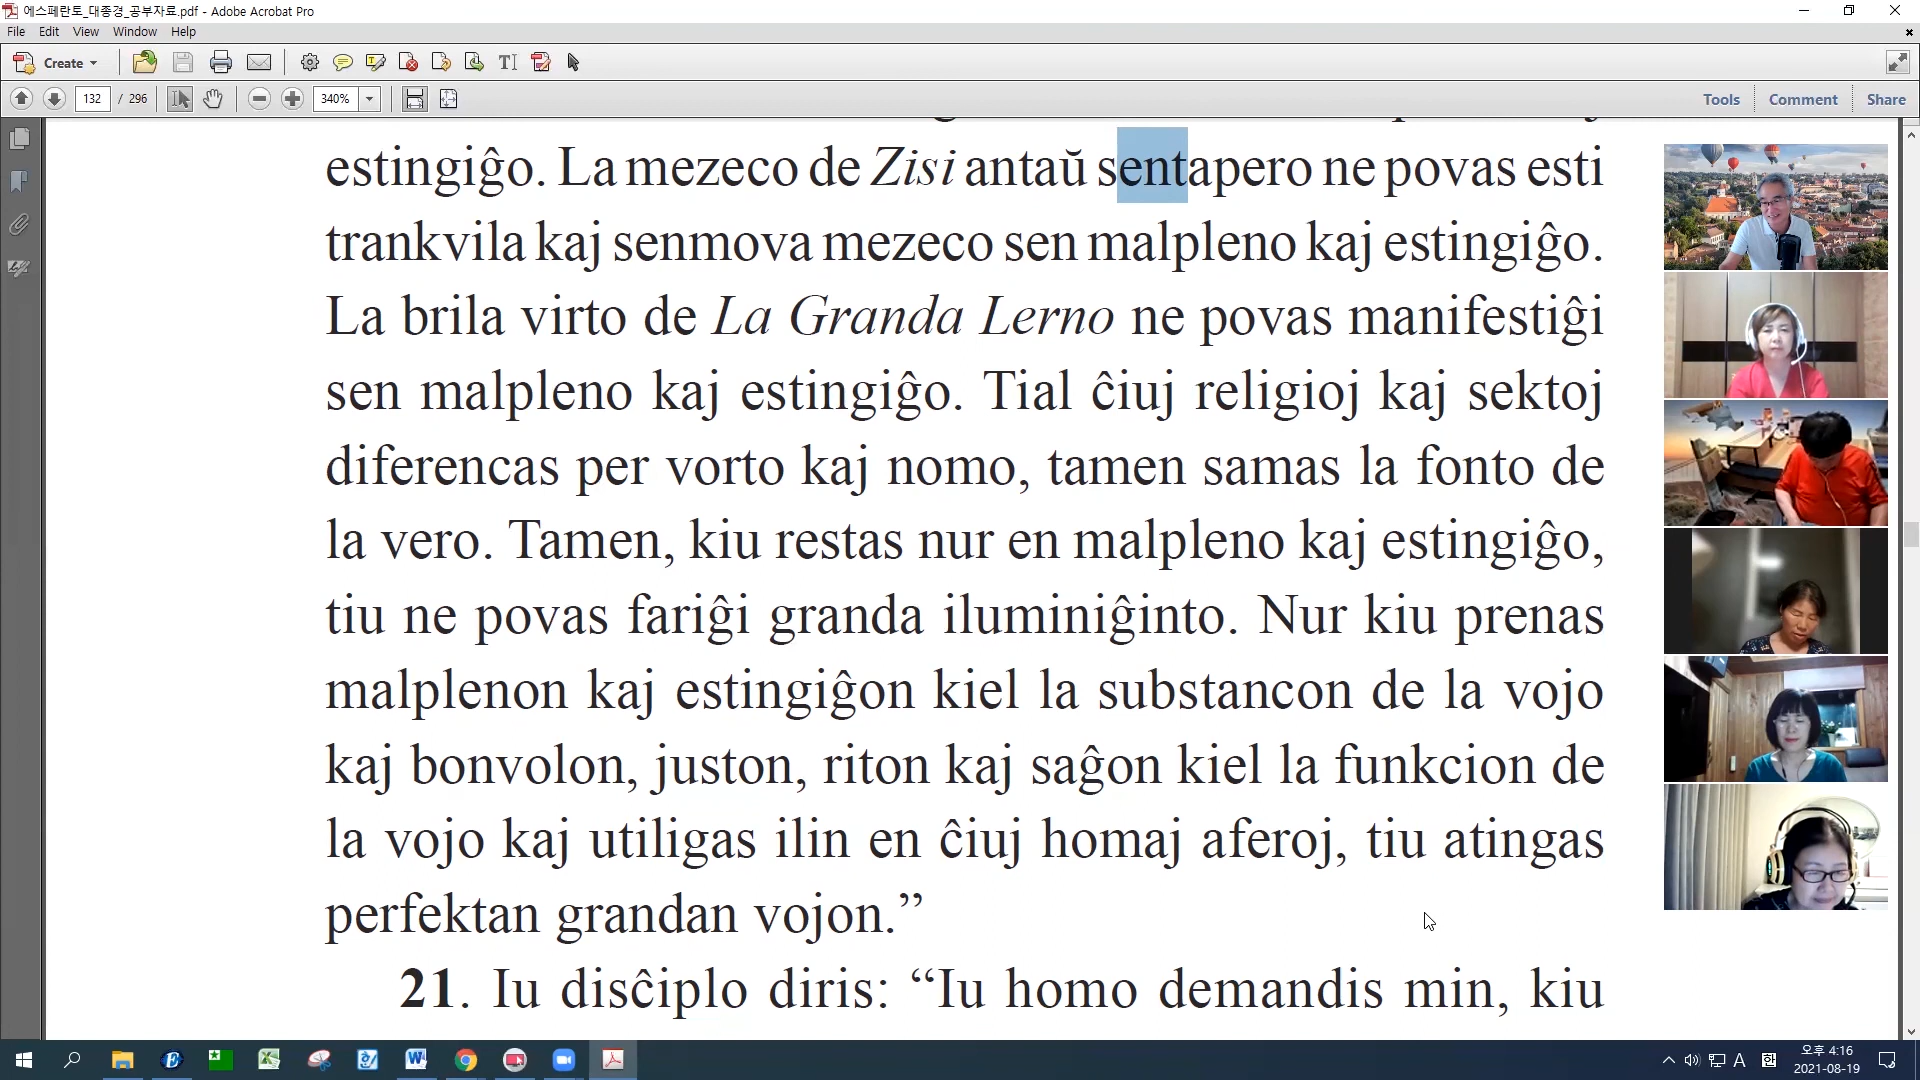 에스페란토_대종경_공부자료.pdf - Adobe Acrobat Pro
File Edit View Window Help
Create
132 / 296 340% Tools Comment Share
estingiĝo. La mezeco de Zisi antaŭ sentapero ne povas esti
trankvila kaj senmova mezeco sen malpleno kaj estingiĝo.
La brila virto de La Granda Lerno ne povas manifestiĝi
sen malpleno kaj estingiĝo. Tial ĉiuj religioj kaj sektoj
diferencas per vorto kaj nomo, tamen samas la fonto de
la vero. Tamen, kiu restas nur en malpleno kaj estingiĝo,
tiu ne povas fariĝi granda iluminiĝinto. Nur kiu prenas
malplenon kaj estingiĝon kiel la substancon de la vojo
kaj bonvolon, juston, riton kaj saĝon kiel la funkcion de
la vojo kaj utiligas ilin en ĉiuj homaj aferoj, tiu atingas
perfektan grandan vojon.”
21. Iu disĉiplo diris: “Iu homo demandis min, kiu
A 한 오후 4:16
2021-08-19